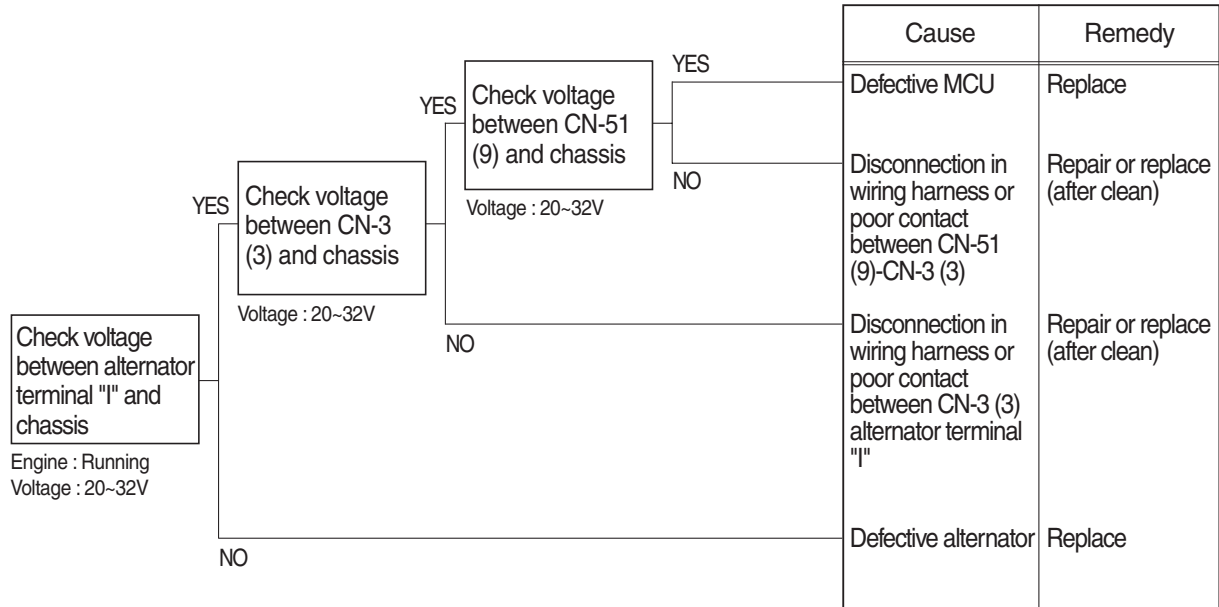 Cause
Remedy
YES
Defective MCU
Replace
YES
Check voltage
between CN-51
(9) and chassis
Voltage : 20~32V
NO
Disconnection in
wiring harness or
poor contact
between CN-51
(9)-CN-3 (3)
Repair or replace
(after clean)
YES
Check voltage
between CN-3
(3) and chassis
Voltage : 20~32V
NO
Disconnection in
wiring harness or
poor contact
between CN-3 (3)
alternator terminal
"I"
Repair or replace
(after clean)
Check voltage
between alternator
terminal "I" and
chassis
Engine : Running
Voltage : 20~32V
NO
Defective alternator
Replace